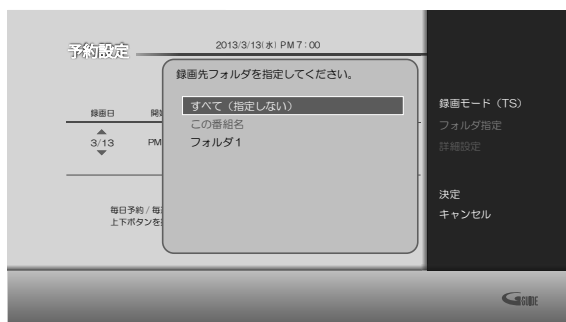 予約設定
2013/3/13(水) PM 7:00
録画先フォルダを指定してください。
すべて（指定しない）
この番組名
フォルダ1
録画日
開
3/13
PM
毎日予約 / 毎
上下ボタンを
録画モード（TS）
フォルダ指定
詳細設定
決定
キャンセル
G GUIDE